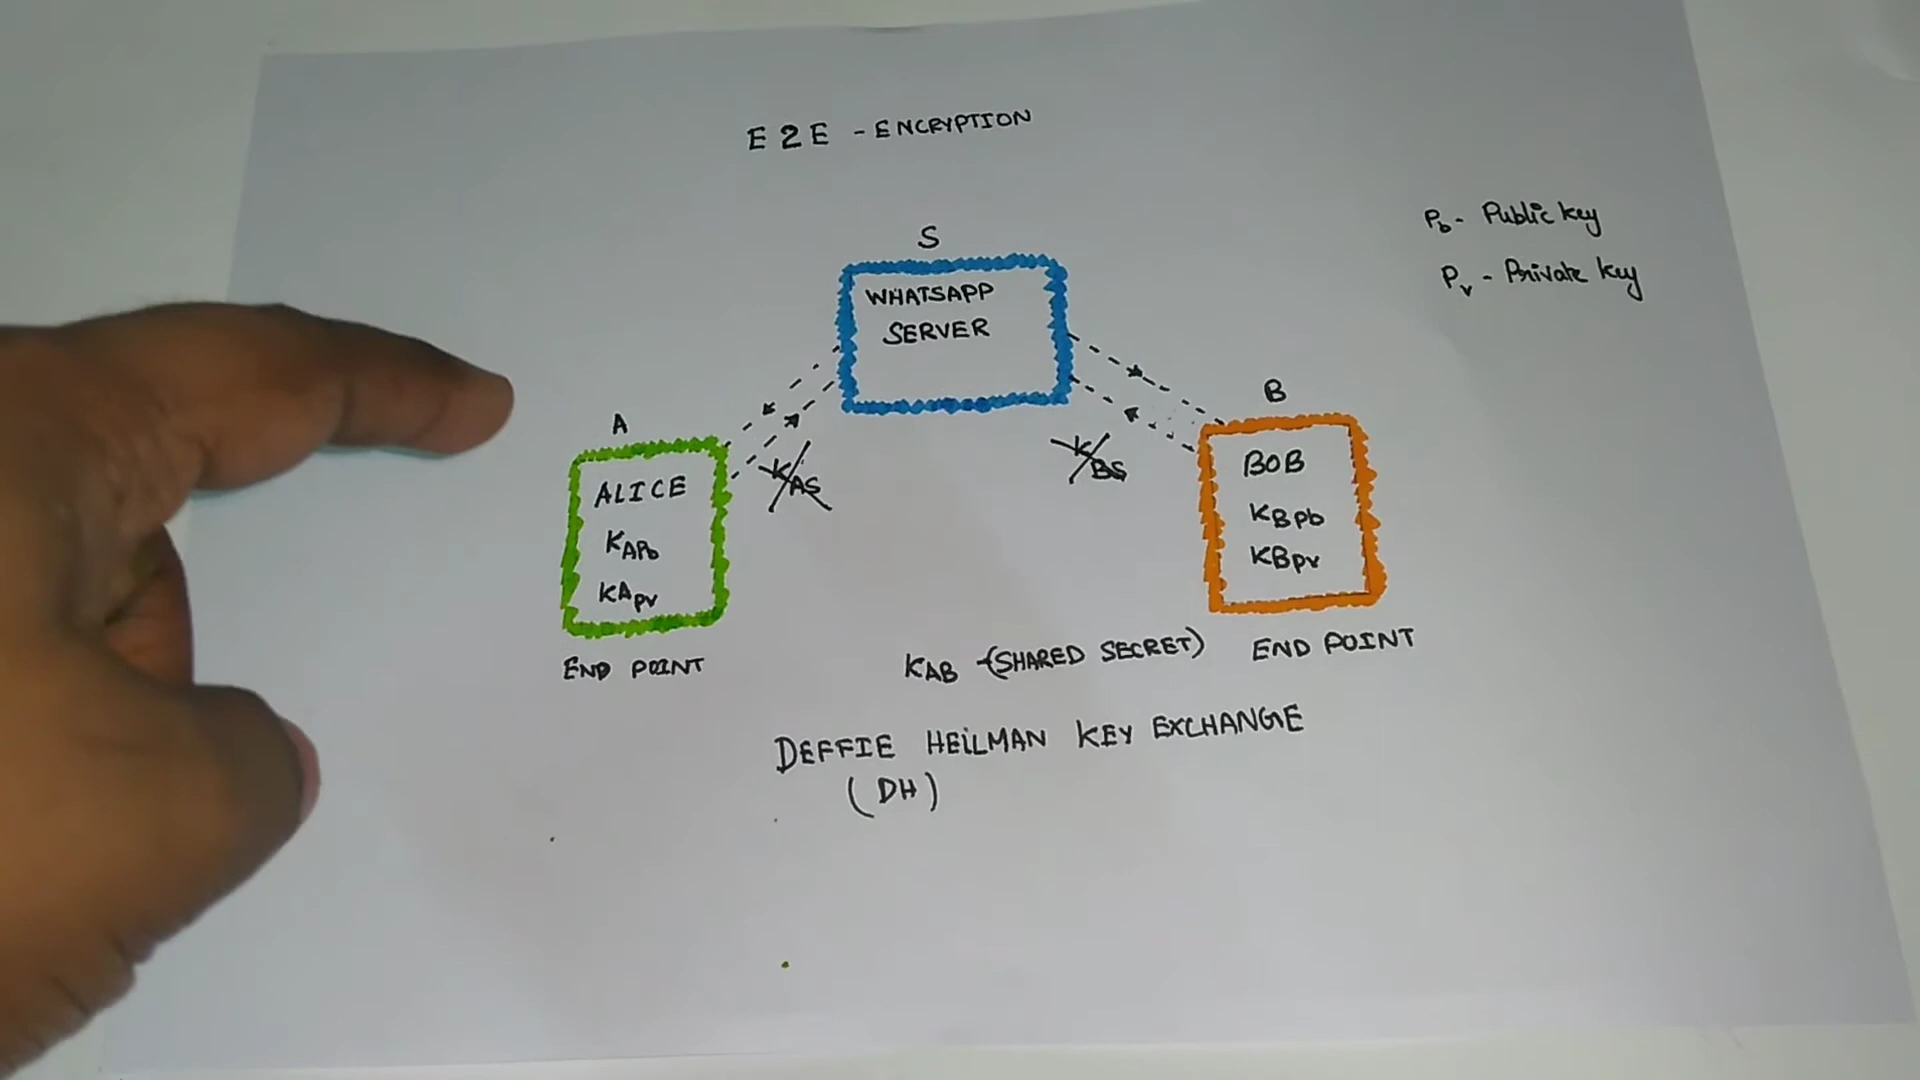 E2E - ENCRYPTION
Pb - Public key
Pv - Private key
S
WHATSAPP
SERVER
A
B
ALICE
KAPb
KAPv
KAS
KBS
BOB
KBPb
KBPv
END POINT
KAB - (SHARED SECRET)
END POINT
DEFFIE HEILMAN KEY EXCHANGE
(DH)